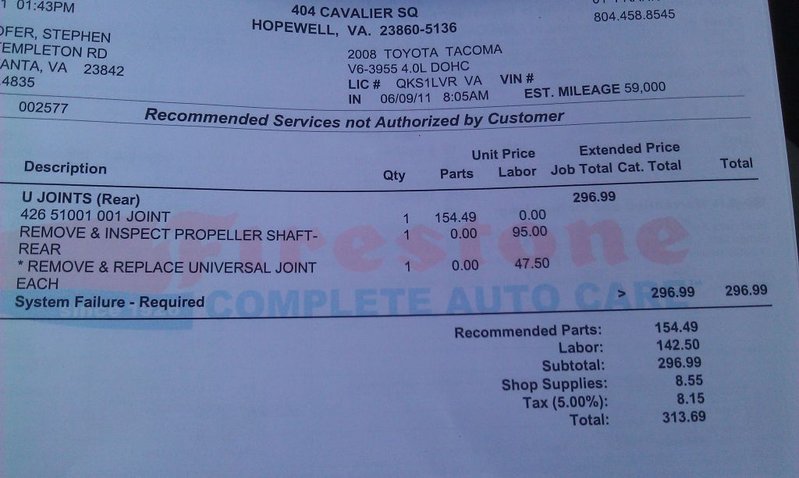 01:43PM
404 CAVALIER SQ
HOPEWELL, VA. 23860-5136
804.458.8545
OFER, STEPHEN
TEMPLETON RD
ANTA, VA 23842
.4835
2008 TOYOTA TACOMA
V6-3955 4.0L DOHC
LIC # QKS1LVR VA VIN #
IN 06/09/11 8:05AM EST. MILEAGE 59,000
002577
Recommended Services not Authorized by Customer
Unit Price Extended Price
Description Qty Parts Labor Job Total Cat. Total Total
U JOINTS (Rear) 296.99
426 51001 001 JOINT 1 154.49 0.00
REMOVE & INSPECT PROPELLER SHAFT- 1 0.00 95.00
REAR
* REMOVE & REPLACE UNIVERSAL JOINT 1 0.00 47.50
EACH
System Failure - Required > 296.99 296.99
Firestone
COMPLETE AUTO CARE
Recommended Parts: 154.49
Labor: 142.50
Subtotal: 296.99
Shop Supplies: 8.55
Tax (5.00%): 8.15
Total: 313.69